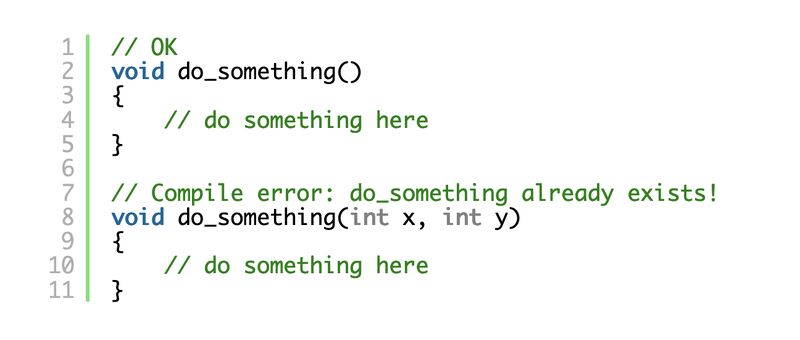 1 // OK
2 void do_something()
3 {
4     // do something here
5 }
6
7 // Compile error: do_something already exists!
8 void do_something(int x, int y)
9 {
10     // do something here
11 }